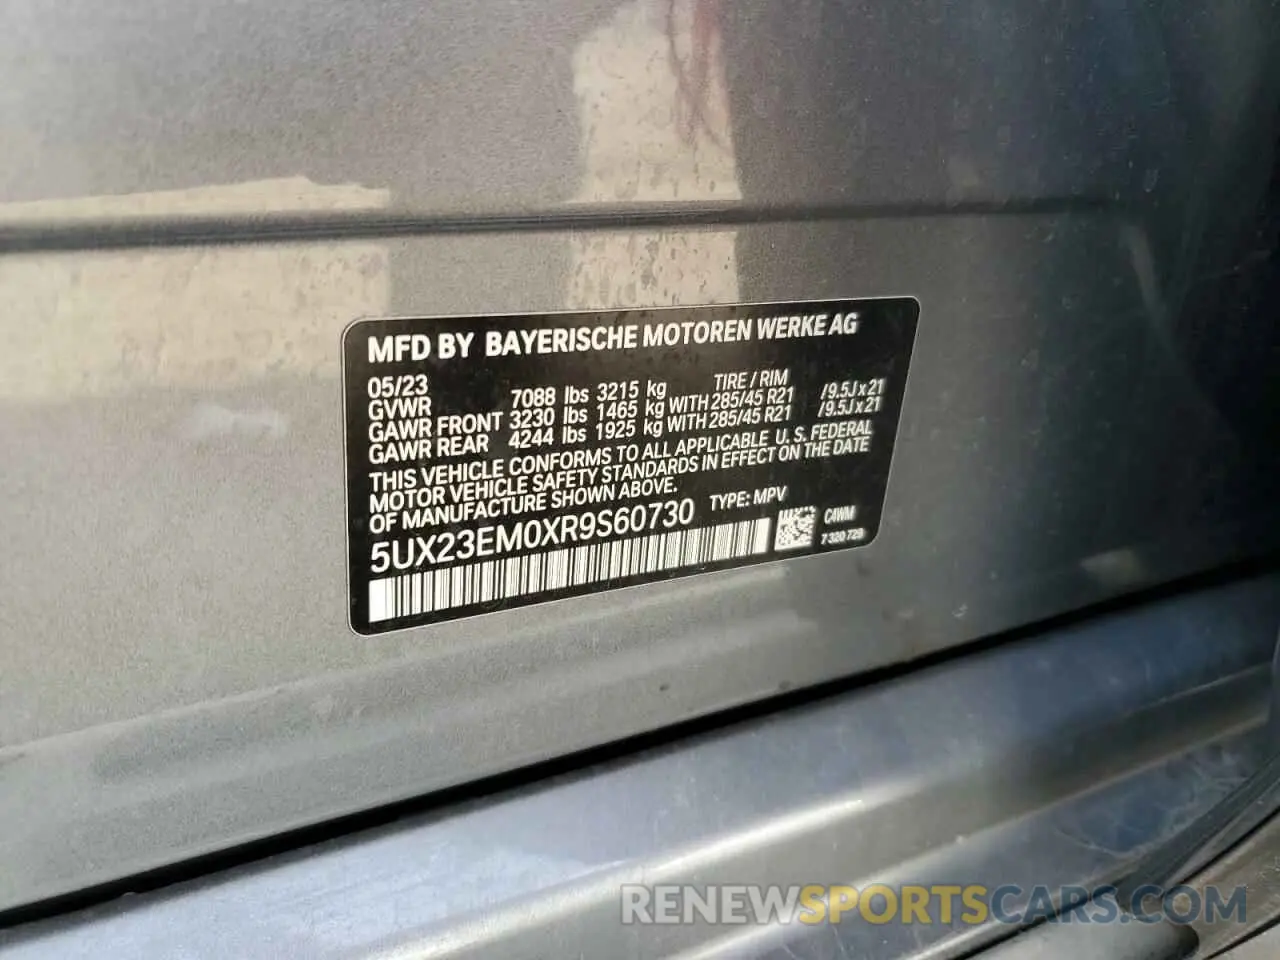 MFD BY BAYERISCHE MOTOREN WERKE AG
05/23 TIRE / RIM
GVWR 7088 lbs 3215 kg
GAWR FRONT 3230 lbs 1465 kg WITH 285/45 R21 /9.5J x 21
GAWR REAR 4244 lbs 1925 kg WITH 285/45 R21 /9.5J x 21
THIS VEHICLE CONFORMS TO ALL APPLICABLE U. S. FEDERAL
MOTOR VEHICLE SAFETY STANDARDS IN EFFECT ON THE DATE
OF MANUFACTURE SHOWN ABOVE.
5UX23EM0XR9S60730 TYPE: MPV
C4WM
7 320 729
RENEWSPORTSCARS.COM